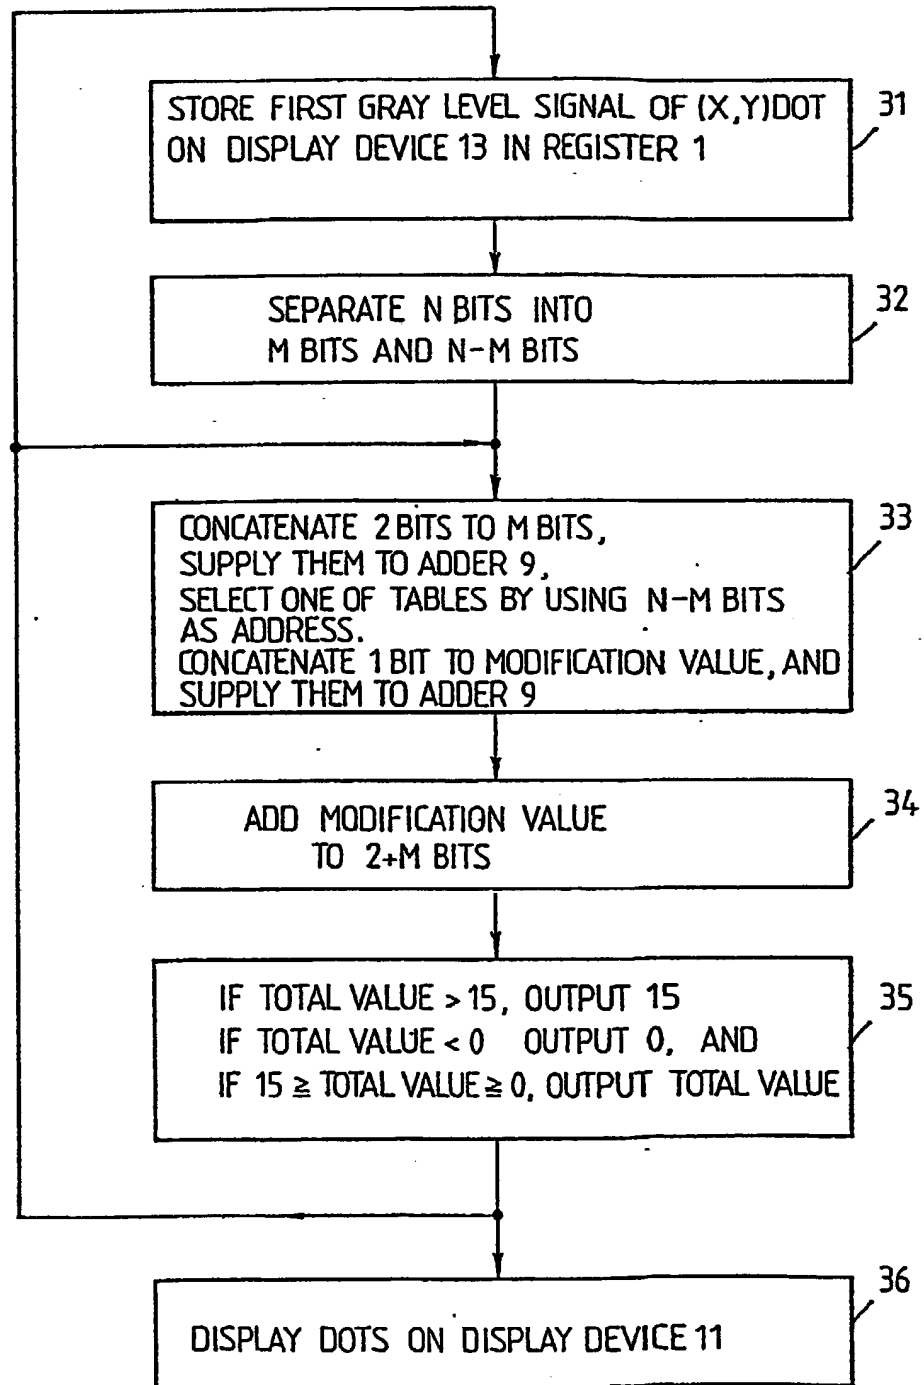 STORE FIRST GRAY LEVEL SIGNAL OF (X,Y)DOT
ON DISPLAY DEVICE 13 IN REGISTER 1
31
SEPARATE N BITS INTO
M BITS AND N-M BITS
32
CONCATENATE 2 BITS TO M BITS,
SUPPLY THEM TO ADDER 9,
SELECT ONE OF TABLES BY USING N-M BITS
AS ADDRESS.
CONCATENATE 1 BIT TO MODIFICATION VALUE, AND
SUPPLY THEM TO ADDER 9
33
ADD MODIFICATION VALUE
TO 2+M BITS
34
IF TOTAL VALUE > 15, OUTPUT 15
IF TOTAL VALUE < 0 OUTPUT 0, AND
IF 15 ≧ TOTAL VALUE ≧ 0, OUTPUT TOTAL VALUE
35
DISPLAY DOTS ON DISPLAY DEVICE 11
36